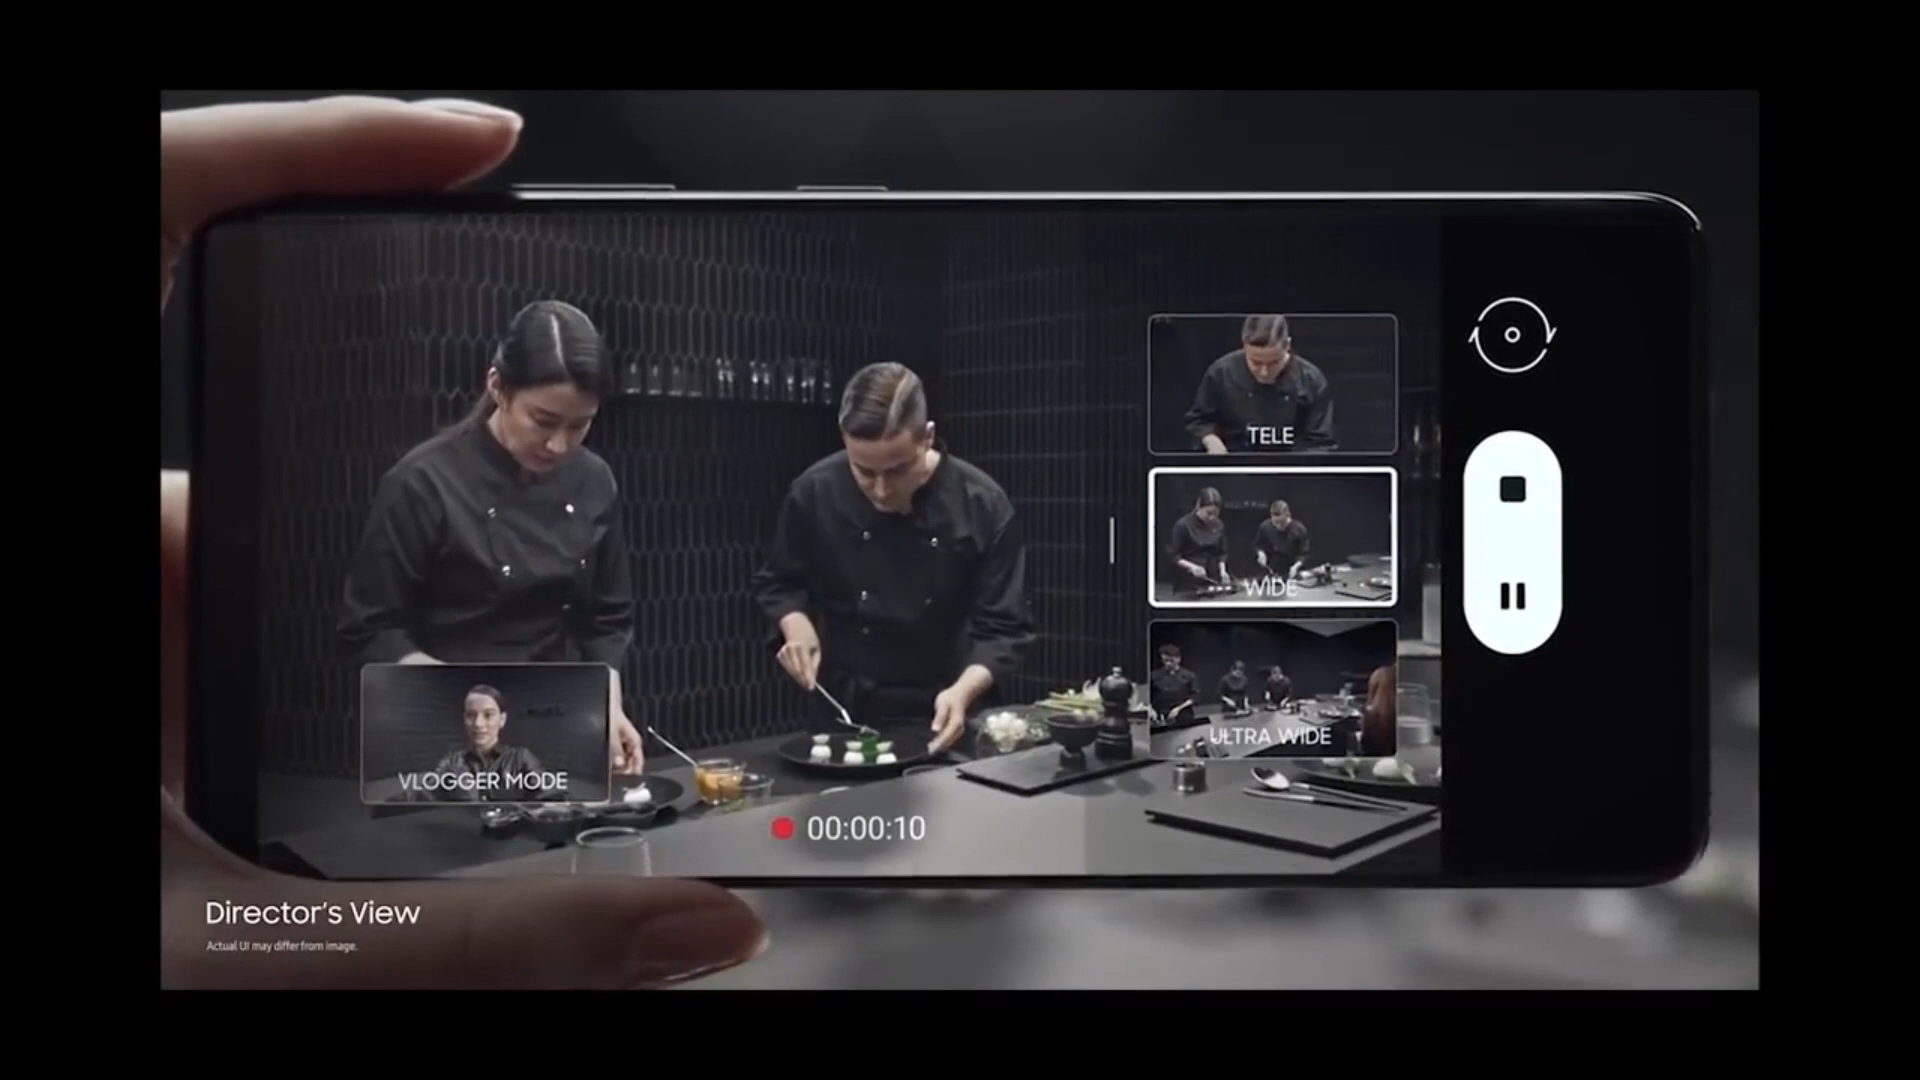 TELE
WIDE
ULTRA WIDE
VLOGGER MODE
00:00:10
Director's View
Actual UI may differ from image.